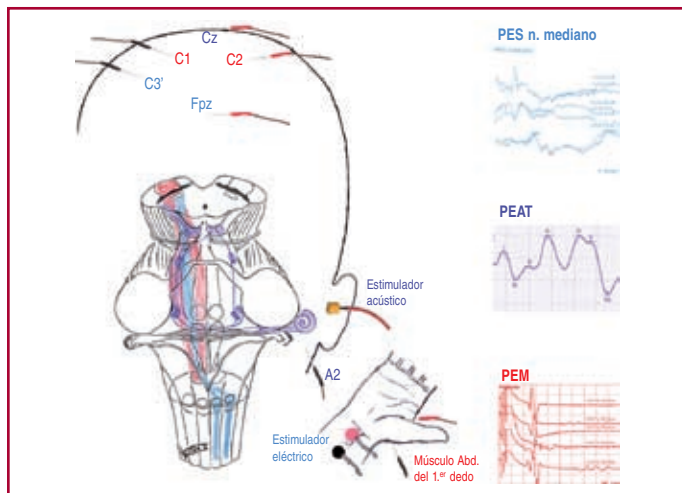 Cz
C1
C2
C3'
Fpz
PES n. mediano
PEAT
Estimulador
acústico
A2
PEM
Estimulador
eléctrico
Músculo Abd.
del 1.er dedo